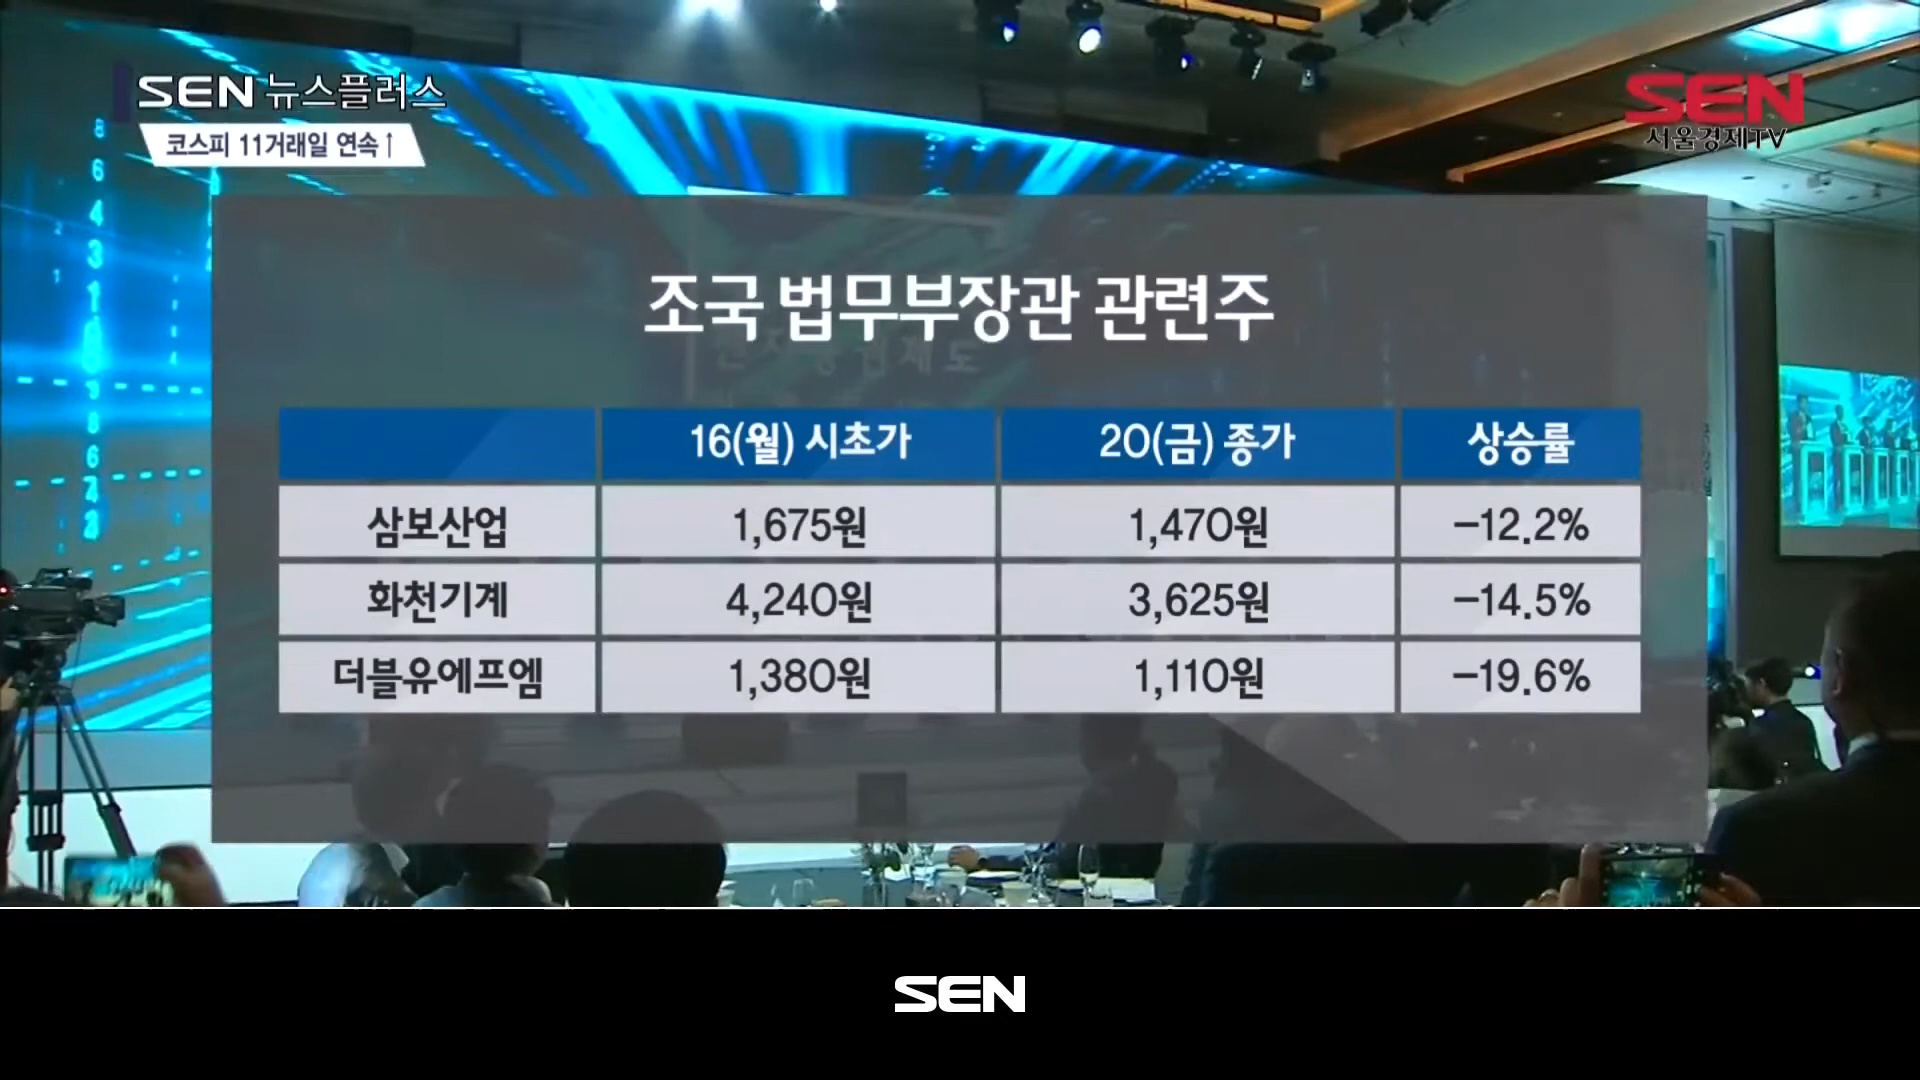 SEN 뉴스플러스
코스피 11거래일 연속↑
SEN
서울경제TV
조국 법무부장관 관련주
16(월) 시초가 20(금) 종가 상승률
삼보산업 1,675원 1,470원 -12.2%
화천기계 4,240원 3,625원 -14.5%
더블유에프엠 1,380원 1,110원 -19.6%
SEN